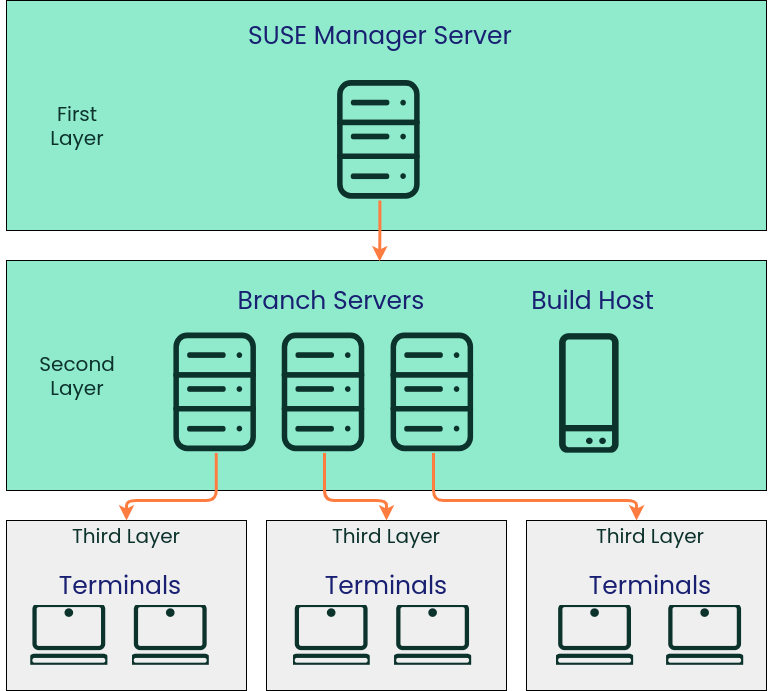 SUSE Manager Server
First
Layer
Branch Servers
Build Host
Second
Layer
Third Layer
Terminals
Third Layer
Terminals
Third Layer
Terminals